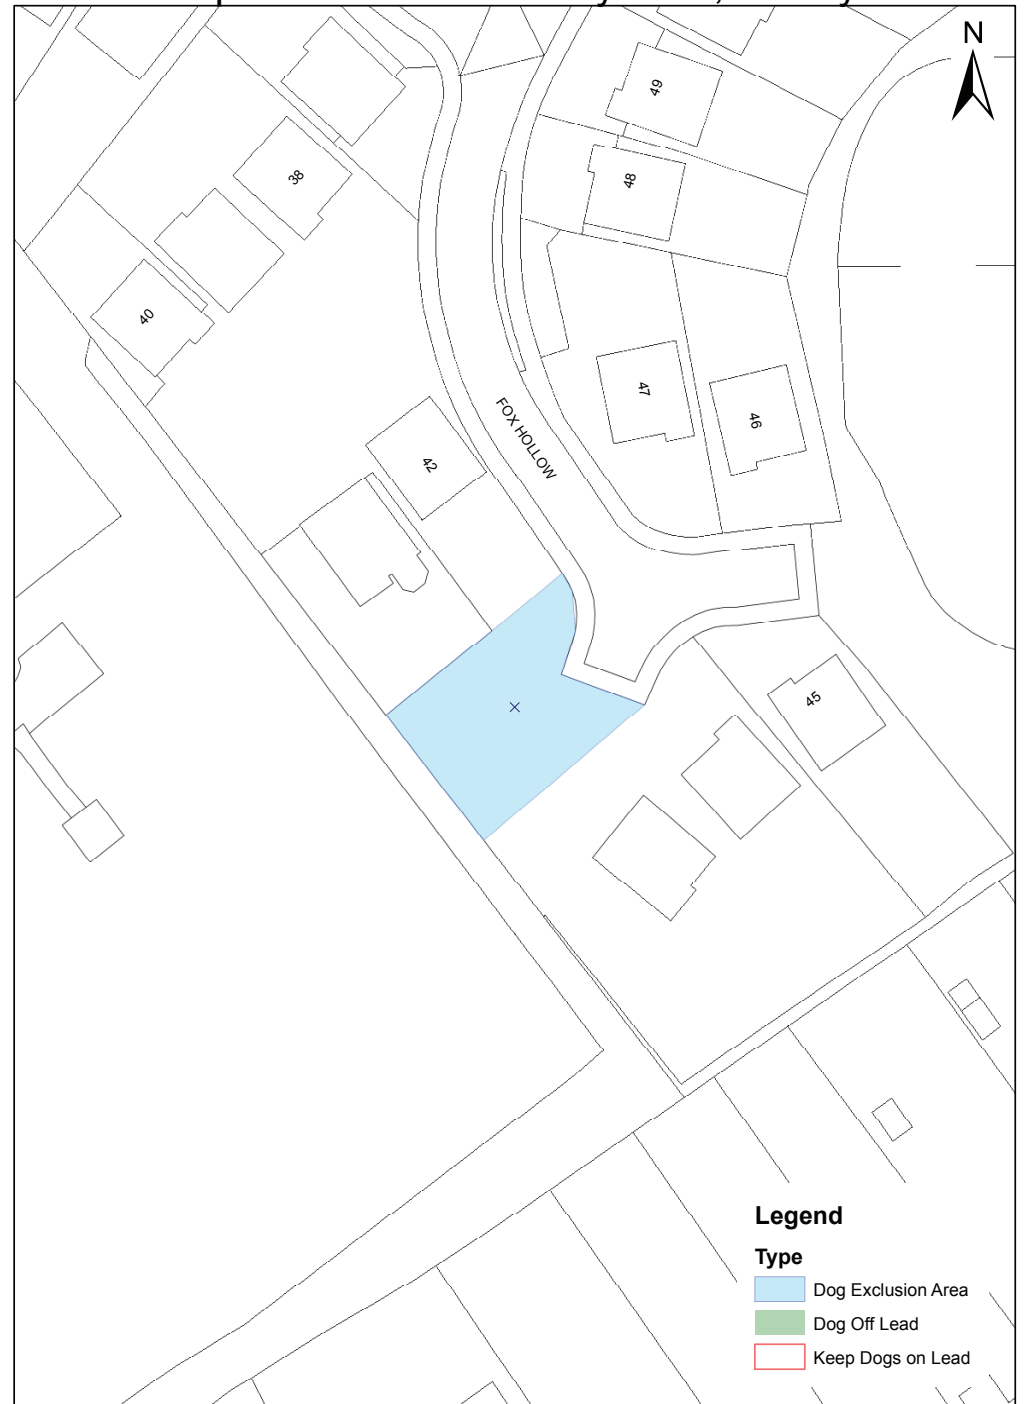 N
49
38
48
40
47
46
FOX HOLLOW
42
45
Legend
Type
Dog Exclusion Area
Dog Off Lead
Keep Dogs on Lead